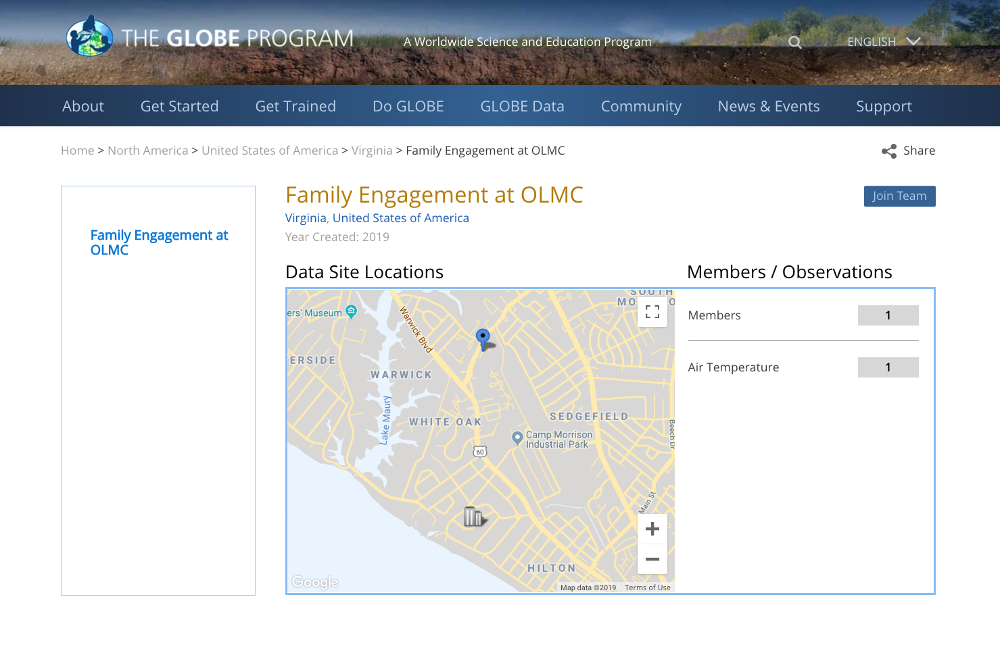 THE GLOBE PROGRAM
A Worldwide Science and Education Program
ENGLISH
About Get Started Get Trained Do GLOBE GLOBE Data Community News & Events Support
Home > North America > United States of America > Virginia > Family Engagement at OLMC
Share
Family Engagement at
OLMC
Family Engagement at OLMC
Join Team
Virginia, United States of America
Year Created: 2019
Data Site Locations
Members / Observations
SOUTH
ers' Museum
Warwick Blvd
ERSIDE
WARWICK
Lake Maury
WHITE OAK
SEDGEFIELD
Camp Morrison
Industrial Park
Beech Dr
60
Main St
HILTON
Google
Map data ©2019 Terms of Use
Members 1
Air Temperature 1